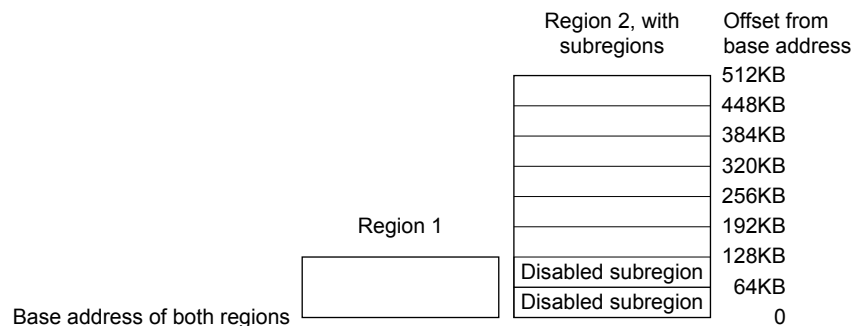 Region 2, with
subregions
Offset from
base address
512KB
448KB
384KB
320KB
256KB
192KB
Region 1
128KB
Disabled subregion
64KB
Disabled subregion
Base address of both regions
0